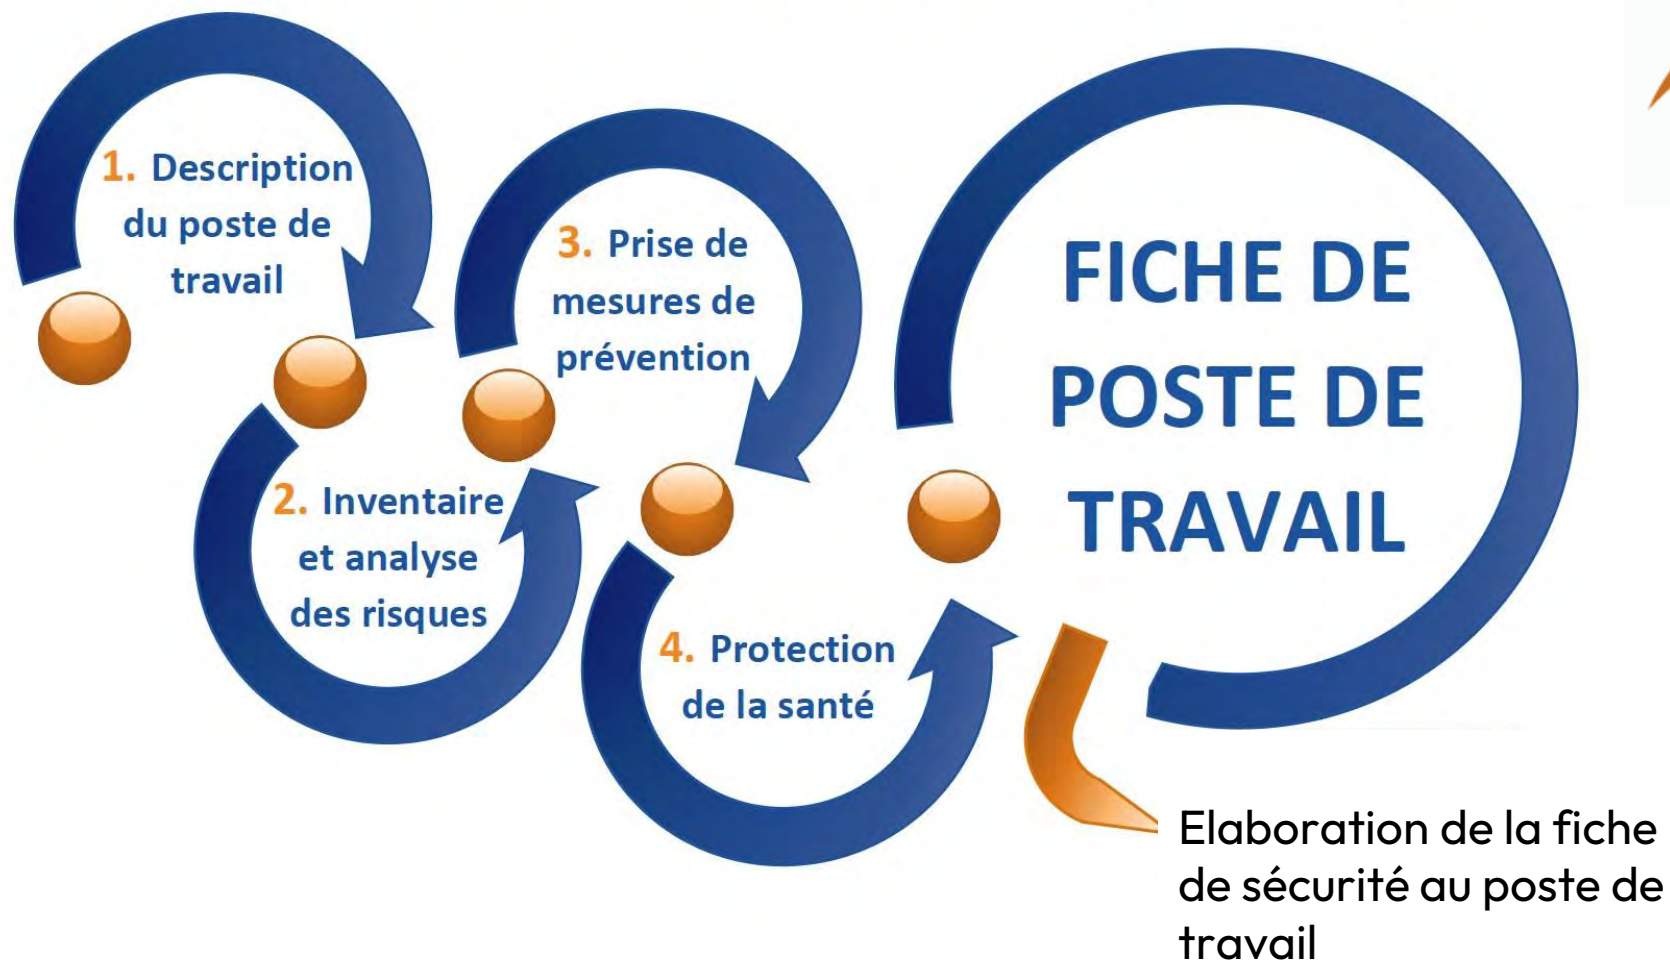 1. Description
du poste de
travail
2. Inventaire
et analyse
des risques
3. Prise de
mesures de
prévention
4. Protection
de la santé
FICHE DE
POSTE DE
TRAVAIL
Elaboration de la fiche
de sécurité au poste de
travail